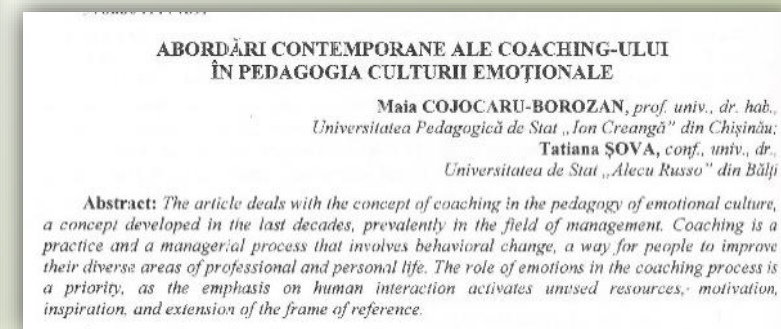 ABORDĂRI CONTEMPORANE ALE COACHING-ULUI
ÎN PEDAGOGIA CULTURII EMOȚIONALE
Maia COJOCARU-BOROZAN, prof. univ., dr. hab.,
Universitatea Pedagogică de Stat „Ion Creangă” din Chișinău;
Tatiana ȘOVA, conf., univ., dr.,
Universitatea de Stat „Alecu Russo” din Bălți
Abstract: The article deals with the concept of coaching in the pedagogy of emotional culture,
a concept developed in the last decades, prevalently in the field of management. Coaching is a
practice and a managerial process that involves behavioral change, a way for people to improve
their diverse areas of professional and personal life. The role of emotions in the coaching process is
a priority, as the emphasis on human interaction activates unused resources, motivation,
inspiration, and extension of the frame of reference.